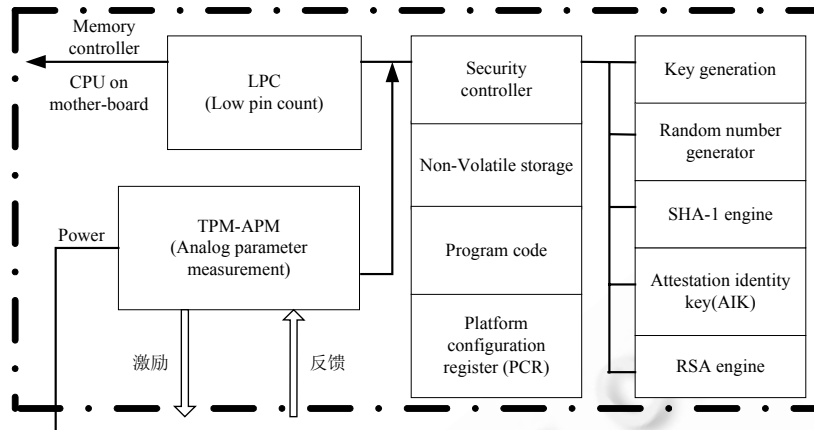 Memory
controller
CPU on
mother-board
LPC
(Low pin count)
Power
TPM-APM
(Analog parameter
measurement)
激励
反馈
Security
controller
Non-Volatile storage
Program code
Platform
configuration
register (PCR)
Key generation
Random number
generator
SHA-1 engine
Attestation identity
key(AIK)
RSA engine